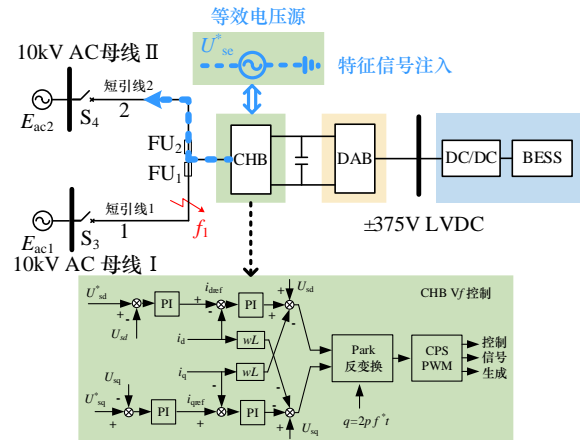 等效电压源
U*se
特征信号注入
10kV AC母线Ⅱ
短引线2
2
S4
Eac2
FU2
FU1
CHB
DAB
DC/DC
BESS
±375V LVDC
短引线1
1
f1
S3
Eac1
10kV AC 母线Ⅰ
CHB Vf 控制
U*sd
+
-
Usd
PI
+
idref
-
PI
+
-
+
Usd
id
wL
iq
wL
Park
反变换
CPS
PWM
控制
信号
生成
Usq
-
U*sq
+
PI
+
iqref
-
PI
+
-
+
Usq
q=2pf*t